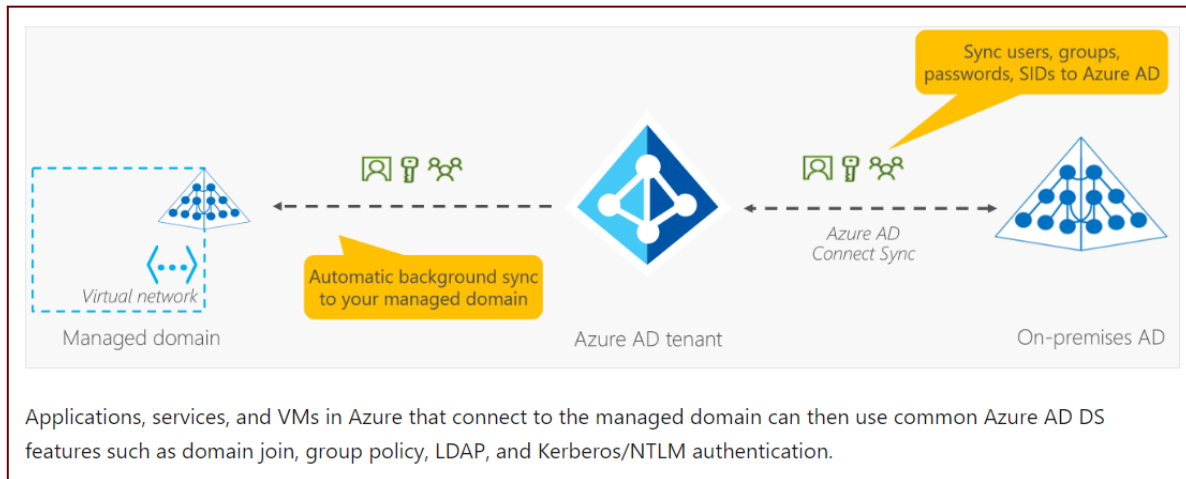 Sync users, groups,
passwords, SIDs to Azure AD
Azure AD
Connect Sync
Automatic background sync
to your managed domain
Virtual network
Managed domain
Azure AD tenant
On-premises AD
Applications, services, and VMs in Azure that connect to the managed domain can then use common Azure AD DS
features such as domain join, group policy, LDAP, and Kerberos/NTLM authentication.